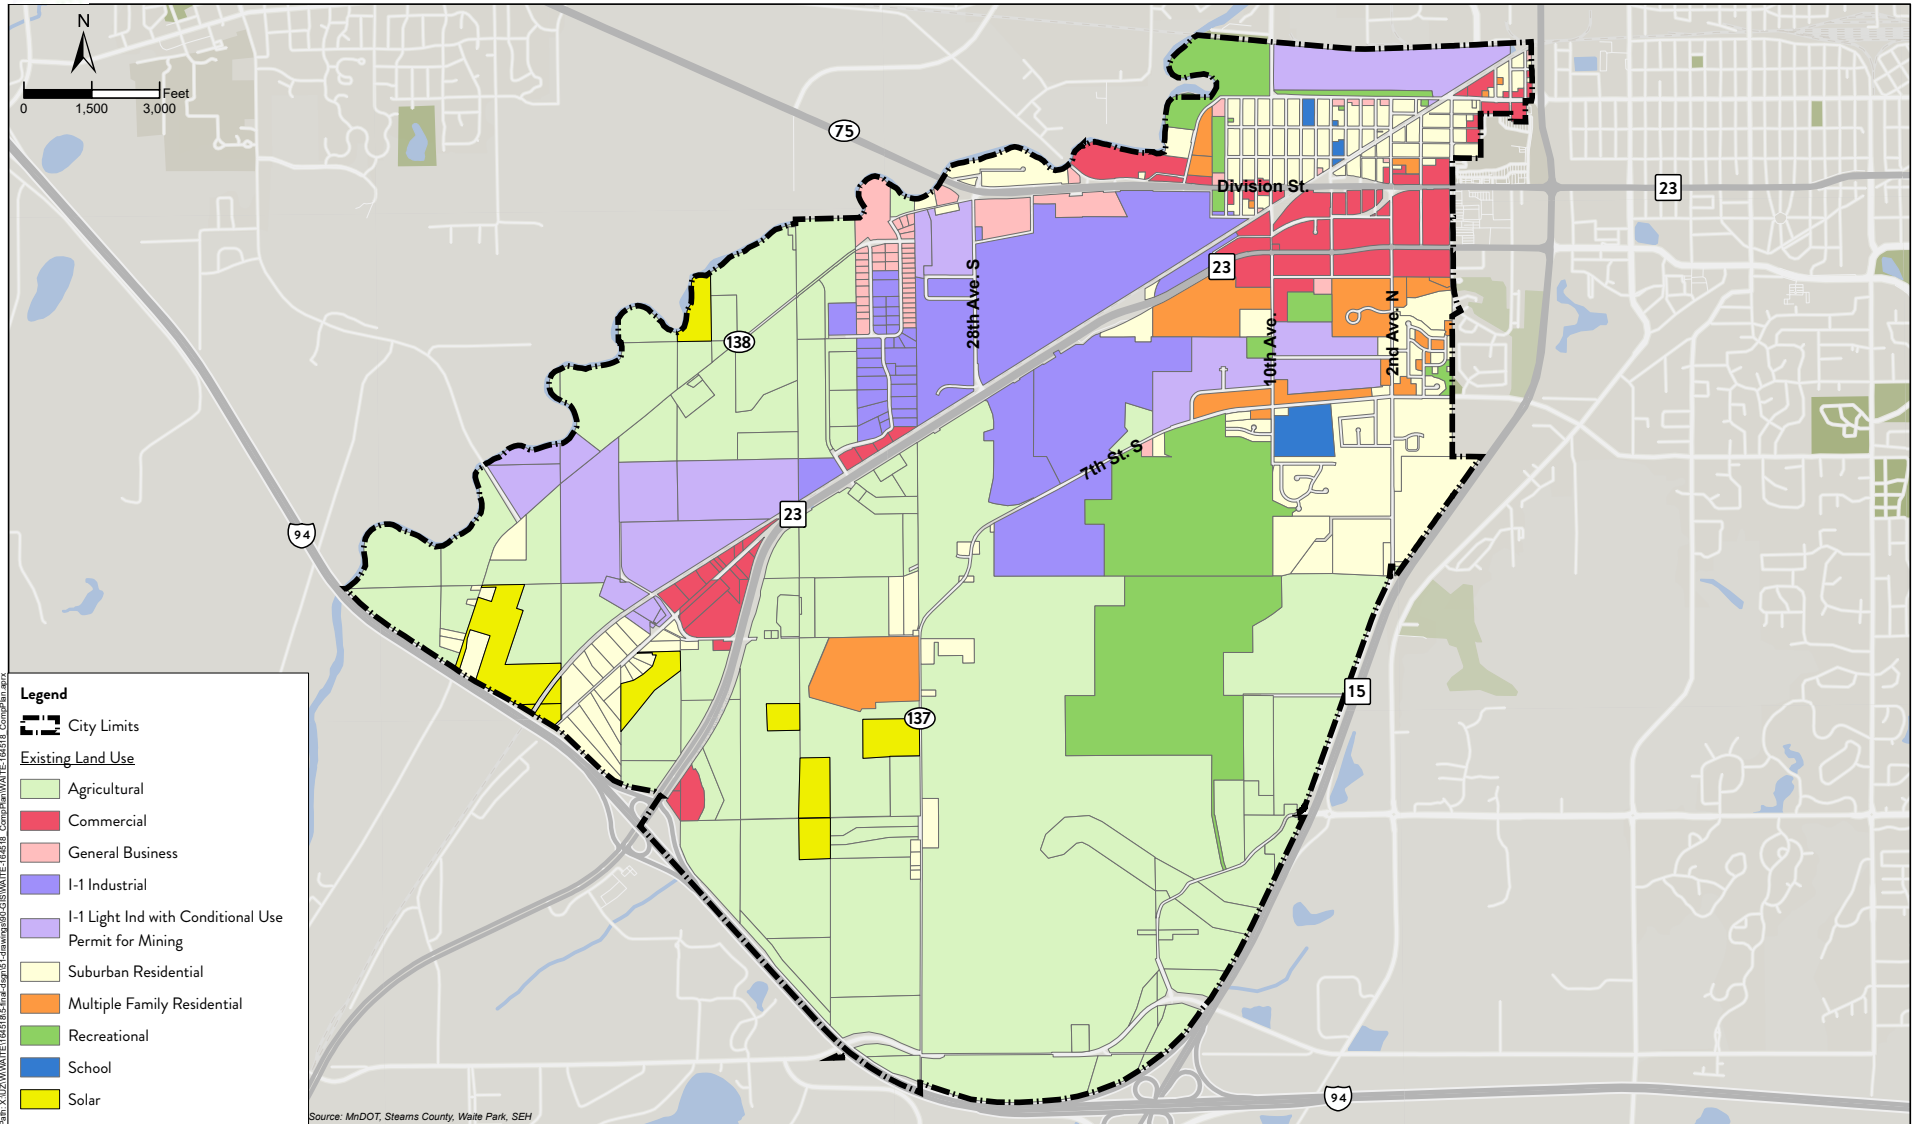 N
Feet
0 1,500 3,000
75
Division St.
23
23
28th Ave. S
138
10th Ave.
2nd Ave. N
7th St. S
23
94
15
137
94
Legend
City Limits
Existing Land Use
Agricultural
Commercial
General Business
I-1 Industrial
I-1 Light Ind with Conditional Use
Permit for Mining
Suburban Residential
Multiple Family Residential
Recreational
School
Solar
Source: MnDOT, Stearns County, Waite Park, SEH